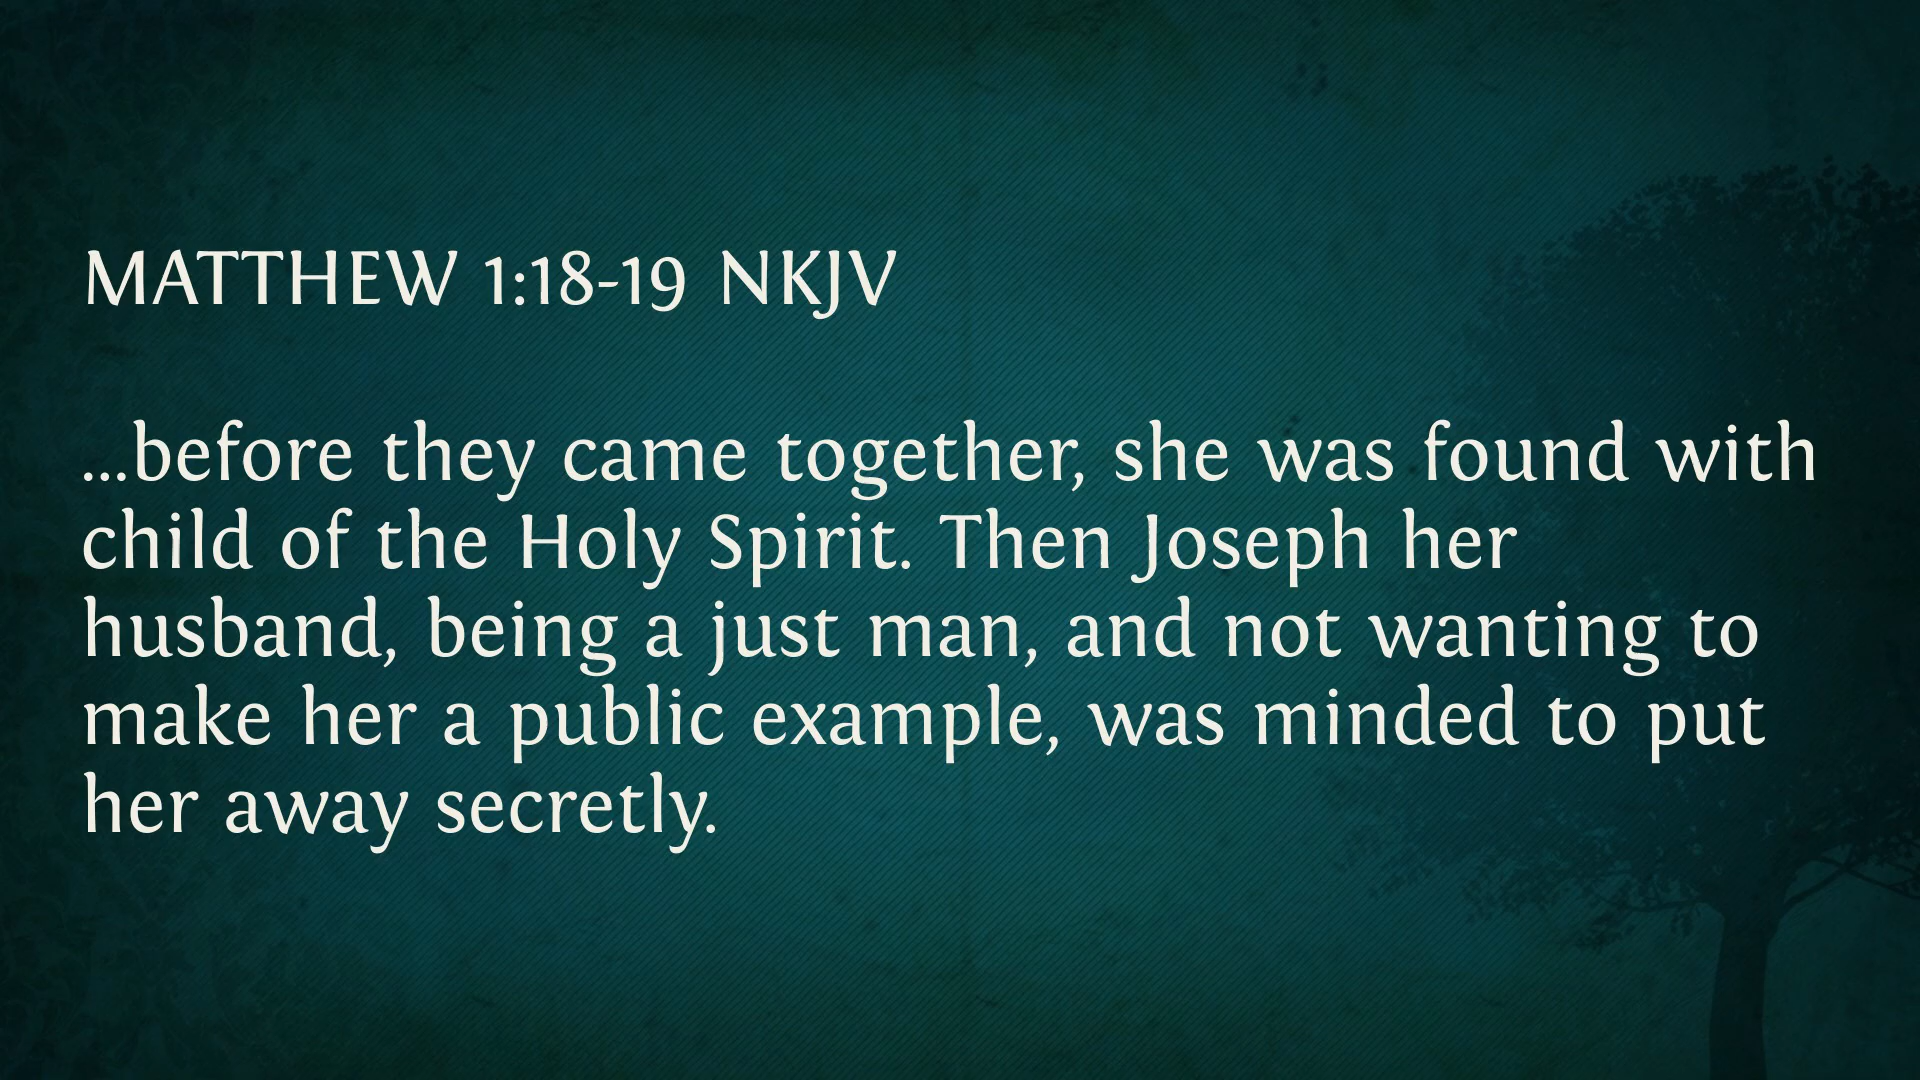 MATTHEW 1:18-19 NKJV
...before they came together, she was found with
child of the Holy Spirit. Then Joseph her
husband, being a just man, and not wanting to
make her a public example, was minded to put
her away secretly.